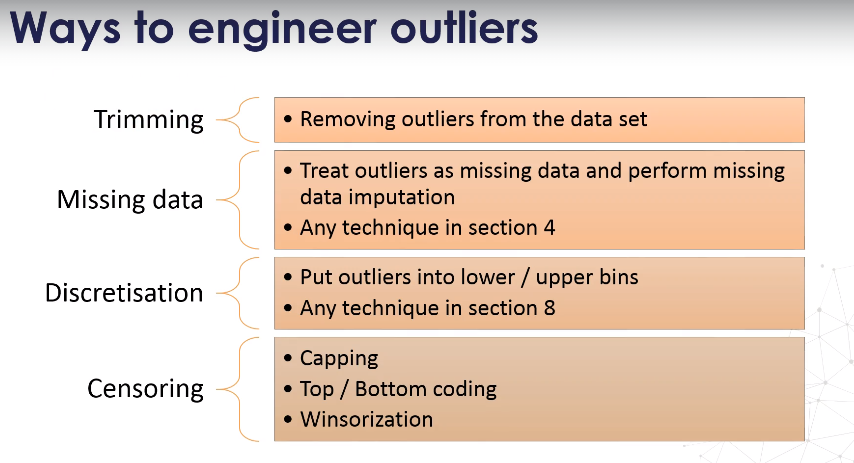 Ways to engineer outliers
Trimming
• Removing outliers from the data set
Missing data
• Treat outliers as missing data and perform missing
data imputation
• Any technique in section 4
Discretisation
• Put outliers into lower / upper bins
• Any technique in section 8
Censoring
• Capping
• Top / Bottom coding
• Winsorization